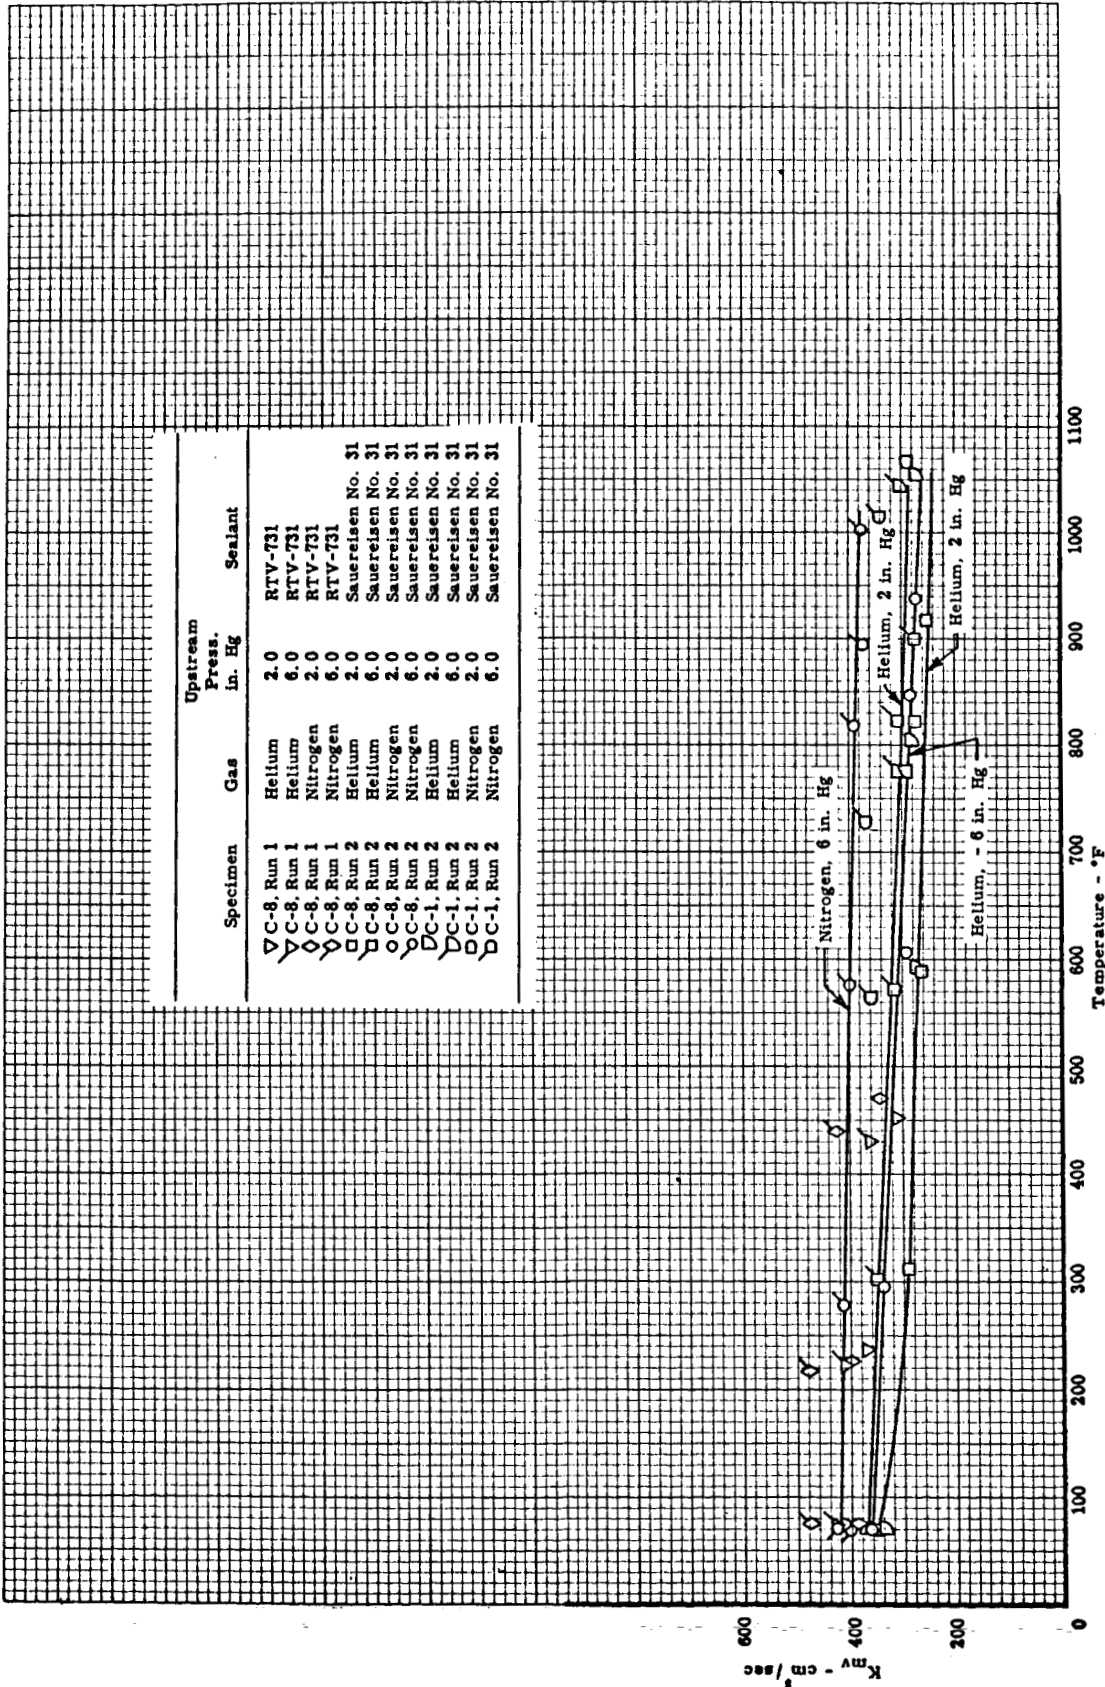 Upstream
Press.
Specimen Gas in. Hg Sealant
C-8, Run 1 Helium 2.0 RTV-731
C-8, Run 1 Helium 6.0 RTV-731
C-8, Run 1 Nitrogen 2.0 RTV-731
C-8, Run 1 Nitrogen 6.0 RTV-731
C-8, Run 2 Helium 2.0 Sauereisen No. 31
C-8, Run 2 Helium 6.0 Sauereisen No. 31
C-8, Run 2 Nitrogen 2.0 Sauereisen No. 31
C-8, Run 2 Nitrogen 6.0 Sauereisen No. 31
C-1, Run 2 Helium 2.0 Sauereisen No. 31
C-1, Run 2 Helium 6.0 Sauereisen No. 31
C-1, Run 2 Nitrogen 2.0 Sauereisen No. 31
C-1, Run 2 Nitrogen 6.0 Sauereisen No. 31
Nitrogen, 6 in. Hg
Helium, 2 in. Hg
Helium, - 6 in. Hg
Helium, 2 in. Hg
600
400
200
0
Kmv - cm²/sec
100 200 300 400 500 600 700 800 900 1000 1100
Temperature - °F